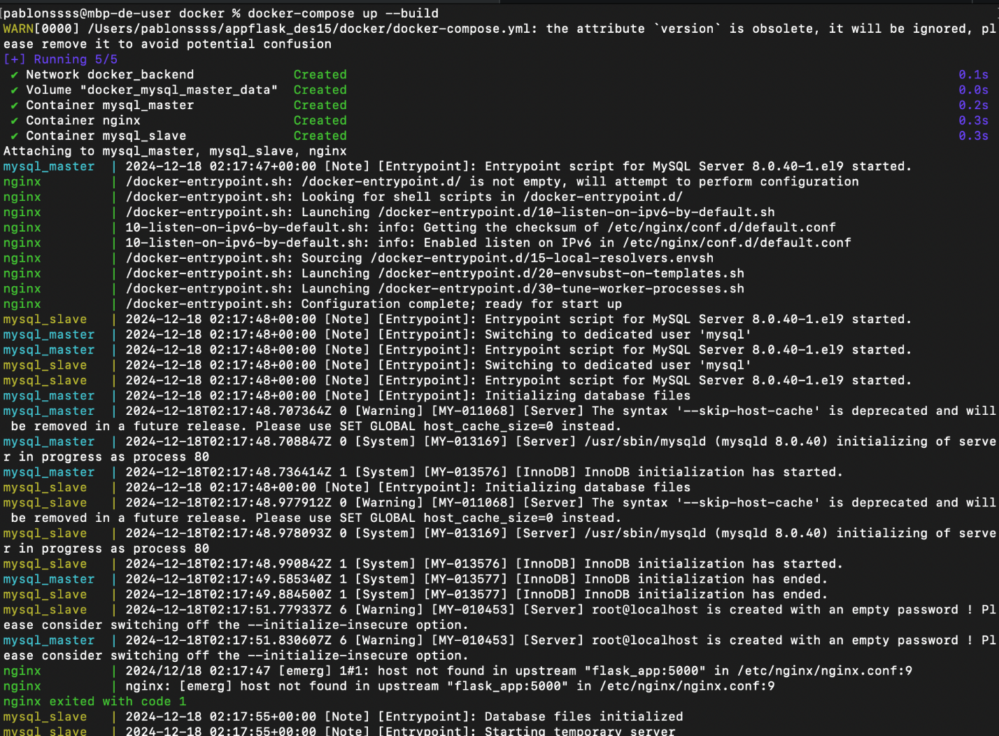 [pablonssss@mbp-de-user docker % docker-compose up --build
WARN[0000] /Users/pablonssss/appflask_des15/docker/docker-compose.yml: the attribute `version` is obsolete, it will be ignored, pl
ease remove it to avoid potential confusion
[+] Running 5/5
✔ Network docker_backend Created 0.1s
✔ Volume "docker_mysql_master_data" Created 0.0s
✔ Container mysql_master Created 0.2s
✔ Container nginx Created 0.3s
✔ Container mysql_slave Created 0.3s
Attaching to mysql_master, mysql_slave, nginx
mysql_master | 2024-12-18 02:17:47+00:00 [Note] [Entrypoint]: Entrypoint script for MySQL Server 8.0.40-1.el9 started.
nginx | /docker-entrypoint.sh: /docker-entrypoint.d/ is not empty, will attempt to perform configuration
nginx | /docker-entrypoint.sh: Looking for shell scripts in /docker-entrypoint.d/
nginx | /docker-entrypoint.sh: Launching /docker-entrypoint.d/10-listen-on-ipv6-by-default.sh
nginx | 10-listen-on-ipv6-by-default.sh: info: Getting the checksum of /etc/nginx/conf.d/default.conf
nginx | 10-listen-on-ipv6-by-default.sh: info: Enabled listen on IPv6 in /etc/nginx/conf.d/default.conf
nginx | /docker-entrypoint.sh: Sourcing /docker-entrypoint.d/15-local-resolvers.envsh
nginx | /docker-entrypoint.sh: Launching /docker-entrypoint.d/20-envsubst-on-templates.sh
nginx | /docker-entrypoint.sh: Launching /docker-entrypoint.d/30-tune-worker-processes.sh
nginx | /docker-entrypoint.sh: Configuration complete; ready for start up
mysql_slave | 2024-12-18 02:17:48+00:00 [Note] [Entrypoint]: Entrypoint script for MySQL Server 8.0.40-1.el9 started.
mysql_master | 2024-12-18 02:17:48+00:00 [Note] [Entrypoint]: Switching to dedicated user 'mysql'
mysql_master | 2024-12-18 02:17:48+00:00 [Note] [Entrypoint]: Entrypoint script for MySQL Server 8.0.40-1.el9 started.
mysql_slave | 2024-12-18 02:17:48+00:00 [Note] [Entrypoint]: Switching to dedicated user 'mysql'
mysql_slave | 2024-12-18 02:17:48+00:00 [Note] [Entrypoint]: Entrypoint script for MySQL Server 8.0.40-1.el9 started.
mysql_master | 2024-12-18 02:17:48+00:00 [Note] [Entrypoint]: Initializing database files
mysql_master | 2024-12-18T02:17:48.707364Z 0 [Warning] [MY-011068] [Server] The syntax '--skip-host-cache' is deprecated and will
be removed in a future release. Please use SET GLOBAL host_cache_size=0 instead.
mysql_master | 2024-12-18T02:17:48.708847Z 0 [System] [MY-013169] [Server] /usr/sbin/mysqld (mysqld 8.0.40) initializing of serve
r in progress as process 80
mysql_master | 2024-12-18T02:17:48.736414Z 1 [System] [MY-013576] [InnoDB] InnoDB initialization has started.
mysql_slave | 2024-12-18 02:17:48+00:00 [Note] [Entrypoint]: Initializing database files
mysql_slave | 2024-12-18T02:17:48.977912Z 0 [Warning] [MY-011068] [Server] The syntax '--skip-host-cache' is deprecated and will
be removed in a future release. Please use SET GLOBAL host_cache_size=0 instead.
mysql_slave | 2024-12-18T02:17:48.978093Z 0 [System] [MY-013169] [Server] /usr/sbin/mysqld (mysqld 8.0.40) initializing of serve
r in progress as process 80
mysql_slave | 2024-12-18T02:17:48.990842Z 1 [System] [MY-013576] [InnoDB] InnoDB initialization has started.
mysql_master | 2024-12-18T02:17:49.585340Z 1 [System] [MY-013577] [InnoDB] InnoDB initialization has ended.
mysql_slave | 2024-12-18T02:17:49.884500Z 1 [System] [MY-013577] [InnoDB] InnoDB initialization has ended.
mysql_slave | 2024-12-18T02:17:51.779337Z 6 [Warning] [MY-010453] [Server] root@localhost is created with an empty password ! Pl
ease consider switching off the --initialize-insecure option.
mysql_master | 2024-12-18T02:17:51.830607Z 6 [Warning] [MY-010453] [Server] root@localhost is created with an empty password ! Pl
ease consider switching off the --initialize-insecure option.
nginx | 2024/12/18 02:17:47 [emerg] 1#1: host not found in upstream "flask_app:5000" in /etc/nginx/nginx.conf:9
nginx | nginx: [emerg] host not found in upstream "flask_app:5000" in /etc/nginx/nginx.conf:9
nginx exited with code 1
mysql_slave | 2024-12-18 02:17:55+00:00 [Note] [Entrypoint]: Database files initialized
mysql_slave | 2024-12-18 02:17:55+00:00 [Note] [Entrypoint]: Starting temporary server